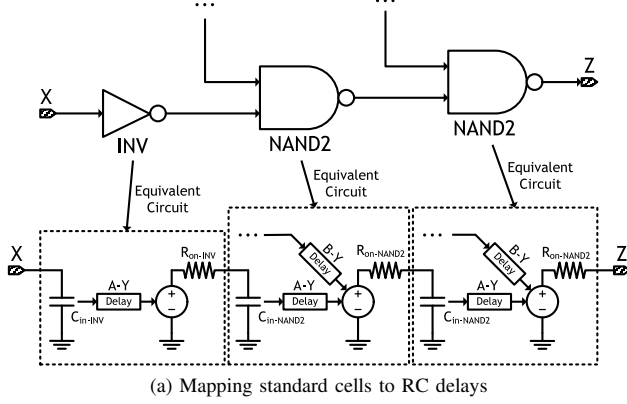 ...
...
X
Z
INV
NAND2
NAND2
Equivalent
Circuit
Equivalent
Circuit
Equivalent
Circuit
X
Z
...
...
Ron-INV
B-Y
Delay
Ron-NAND2
B-Y
Delay
Ron-NAND2
A-Y
Delay
A-Y
Delay
A-Y
Delay
Cin-INV
Cin-NAND2
Cin-NAND2
+
−
+
−
+
−
(a) Mapping standard cells to RC delays